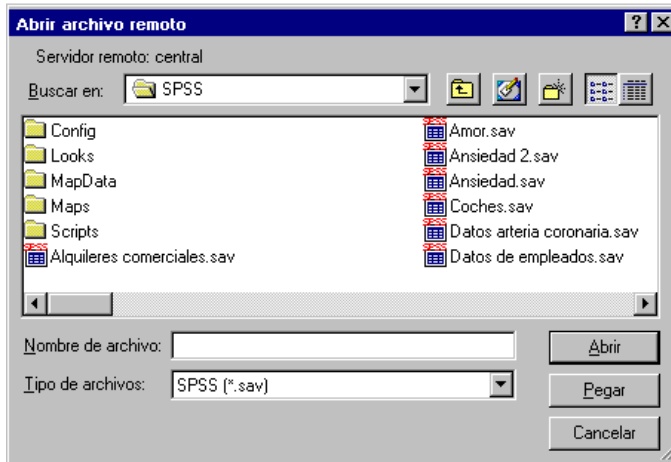 Abrir archivo remoto
Servidor remoto: central
Buscar en: SPSS
Config
Looks
MapData
Maps
Scripts
Alquileres comerciales.sav
Amor.sav
Ansiedad 2.sav
Ansiedad.sav
Coches.sav
Datos arteria coronaria.sav
Datos de empleados.sav
Nombre de archivo:
Abrir
Tipo de archivos: SPSS (*.sav)
Pegar
Cancelar